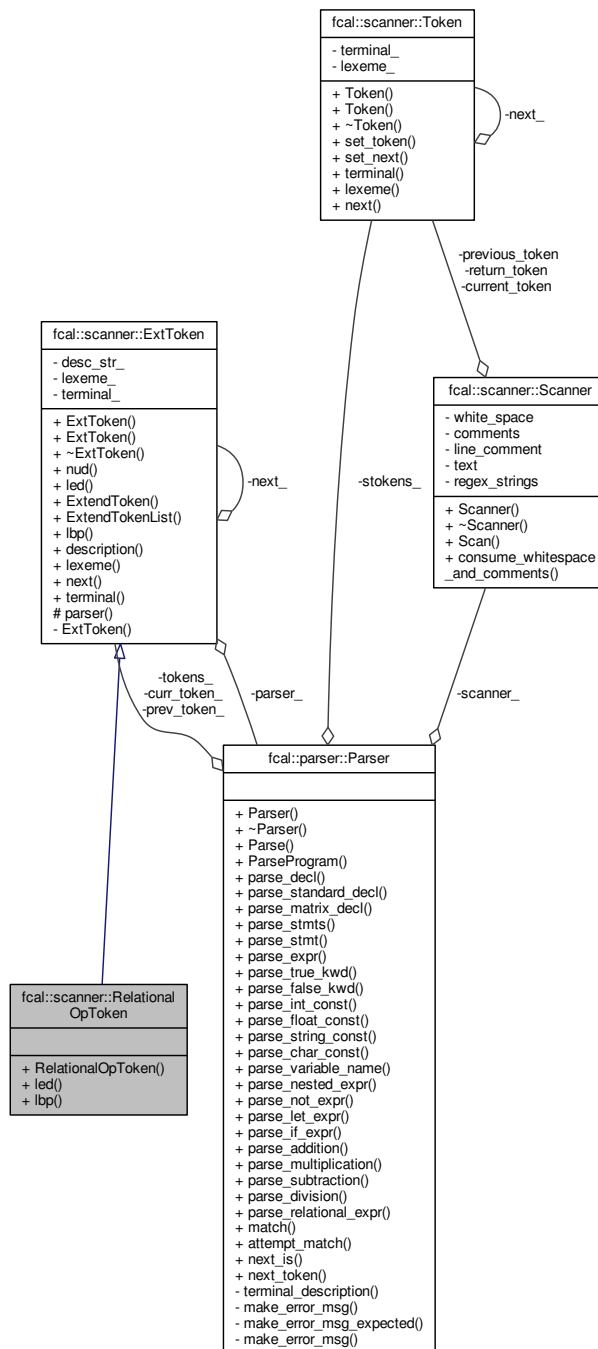 fcal::scanner::Token
- terminal_
- lexeme_
+ Token()
+ Token()
+ ~Token()
+ set_token()
+ set_next()
+ terminal()
+ lexeme()
+ next()
-next_
-previous_token
-return_token
-current_token
fcal::scanner::ExtToken
- desc_str_
- lexeme_
- terminal_
+ ExtToken()
+ ExtToken()
+ ~ExtToken()
+ nud()
+ led()
+ ExtendToken()
+ ExtendTokenList()
+ lbp()
+ description()
+ lexeme()
+ next()
+ terminal()
# parser()
- ExtToken()
-next_
-stokens_
fcal::scanner::Scanner
- white_space
- comments
- line_comment
- text
- regex_strings
+ Scanner()
+ ~Scanner()
+ Scan()
+ consume_whitespace
_and_comments()
-tokens_
-curr_token_
-prev_token_
-parser_
-scanner_
fcal::parser::Parser
+ Parser()
+ ~Parser()
+ Parse()
+ ParseProgram()
+ parse_decl()
+ parse_standard_decl()
+ parse_matrix_decl()
+ parse_stmts()
+ parse_stmt()
+ parse_expr()
+ parse_true_kwd()
+ parse_false_kwd()
+ parse_int_const()
+ parse_float_const()
+ parse_string_const()
+ parse_char_const()
+ parse_variable_name()
+ parse_nested_expr()
+ parse_not_expr()
+ parse_let_expr()
+ parse_if_expr()
+ parse_addition()
+ parse_multiplication()
+ parse_subtraction()
+ parse_division()
+ parse_relational_expr()
+ match()
+ attempt_match()
+ next_is()
+ next_token()
- terminal_description()
- make_error_msg()
- make_error_msg_expected()
- make_error_msg()
fcal::scanner::Relational
OpToken
+ RelationalOpToken()
+ led()
+ lbp()